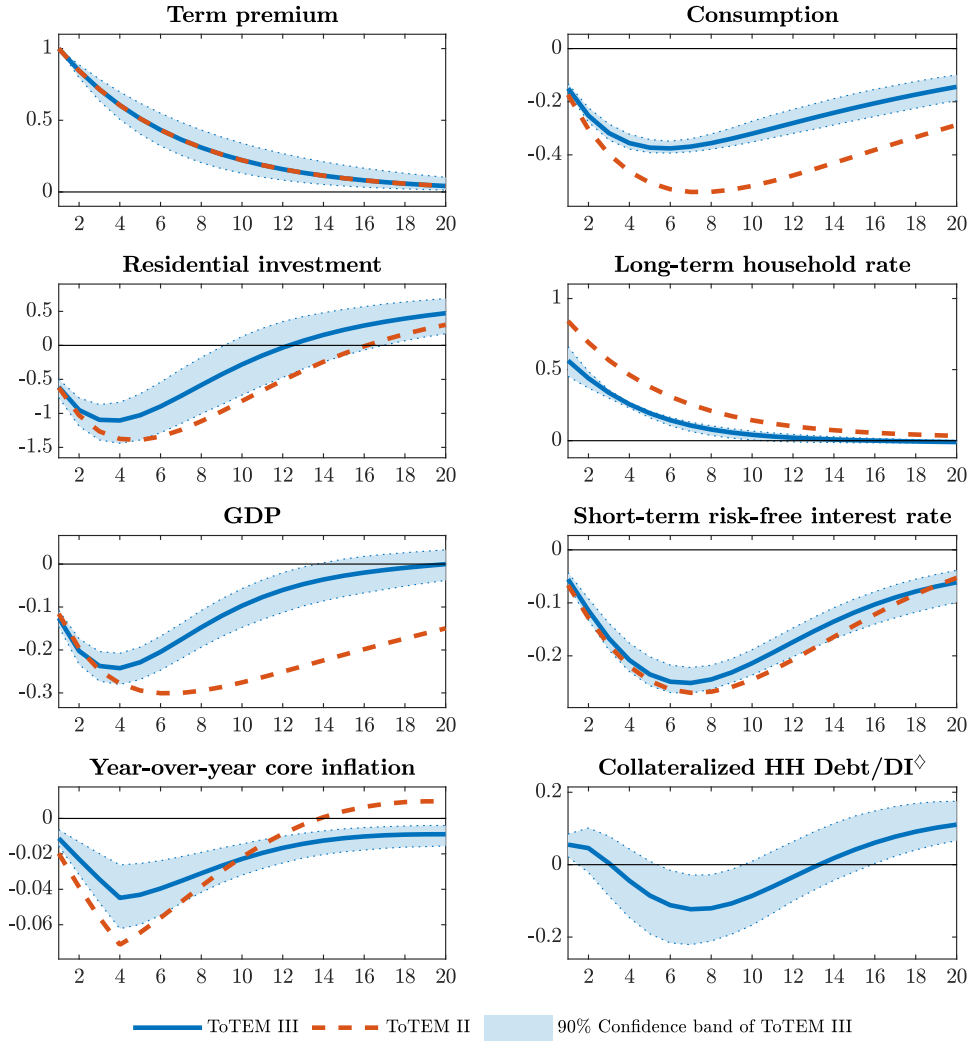 Term premium
1
0.5
0
2 4 6 8 10 12 14 16 18 20
Consumption
0
-0.2
-0.4
2 4 6 8 10 12 14 16 18 20
Residential investment
0.5
0
-0.5
-1
-1.5
2 4 6 8 10 12 14 16 18 20
Long-term household rate
1
0.5
0
2 4 6 8 10 12 14 16 18 20
GDP
0
-0.1
-0.2
-0.3
2 4 6 8 10 12 14 16 18 20
Short-term risk-free interest rate
0
-0.1
-0.2
2 4 6 8 10 12 14 16 18 20
Year-over-year core inflation
0
-0.02
-0.04
-0.06
2 4 6 8 10 12 14 16 18 20
Collateralized HH Debt/DI◊
0.2
0
-0.2
2 4 6 8 10 12 14 16 18 20
ToTEM III ToTEM II 90% Confidence band of ToTEM III